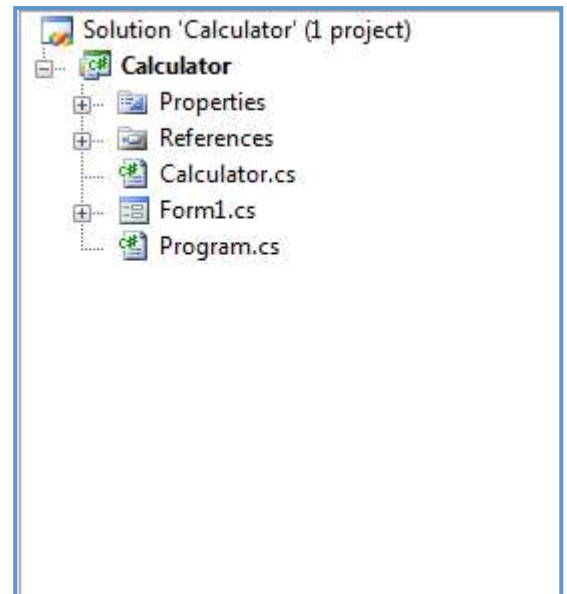 Solution 'Calculator' (1 project)
Calculator
Properties
References
Calculator.cs
Form1.cs
Program.cs